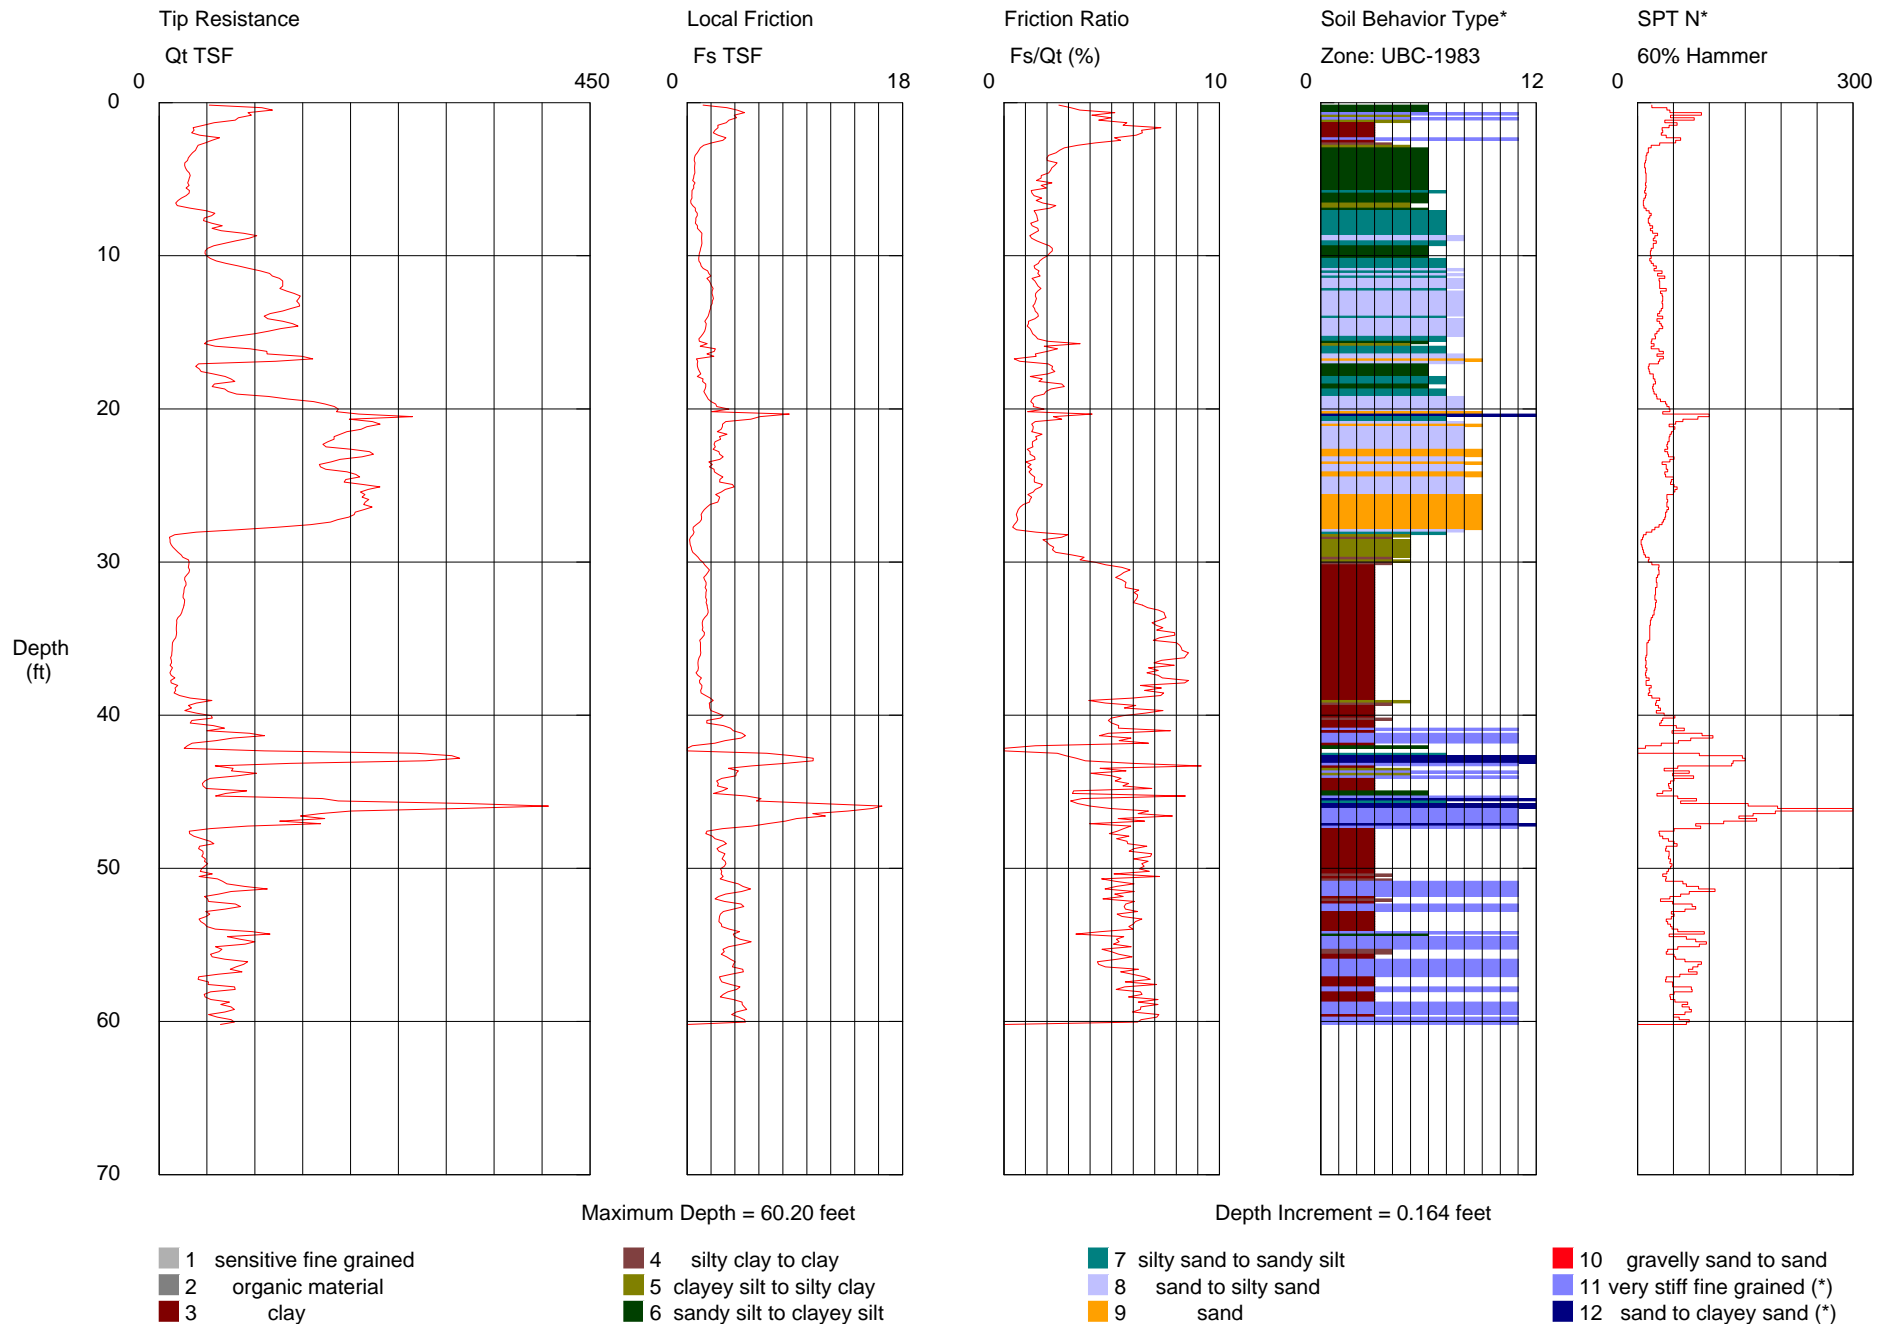 Tip Resistance
Local Friction
Friction Ratio
Soil Behavior Type*
SPT N*
Qt TSF
Fs TSF
Fs/Qt (%)
Zone: UBC-1983
60% Hammer
0 450
0 18
0 10
0 12
0 300
0
10
20
30
Depth
(ft)
40
50
60
70
Maximum Depth = 60.20 feet
Depth Increment = 0.164 feet
1 sensitive fine grained
2 organic material
3 clay
4 silty clay to clay
5 clayey silt to silty clay
6 sandy silt to clayey silt
7 silty sand to sandy silt
8 sand to silty sand
9 sand
10 gravelly sand to sand
11 very stiff fine grained (*)
12 sand to clayey sand (*)